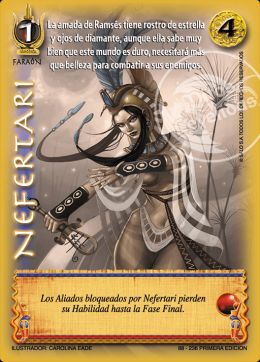 1
FARAÓN
La amada de Ramsés tiene rostro de estrella
y ojos de diamante, aunque ella sabe muy
bien que este mundo es duro, necesitará más
que belleza para combatir a sus enemigos.
4
NEFERTARI
Los Aliados bloqueados por Nefertari pierden
su Habilidad hasta la Fase Final.
ILUSTRADOR: CAROLINA EADE
88 - 236 PRIMERA EDICION